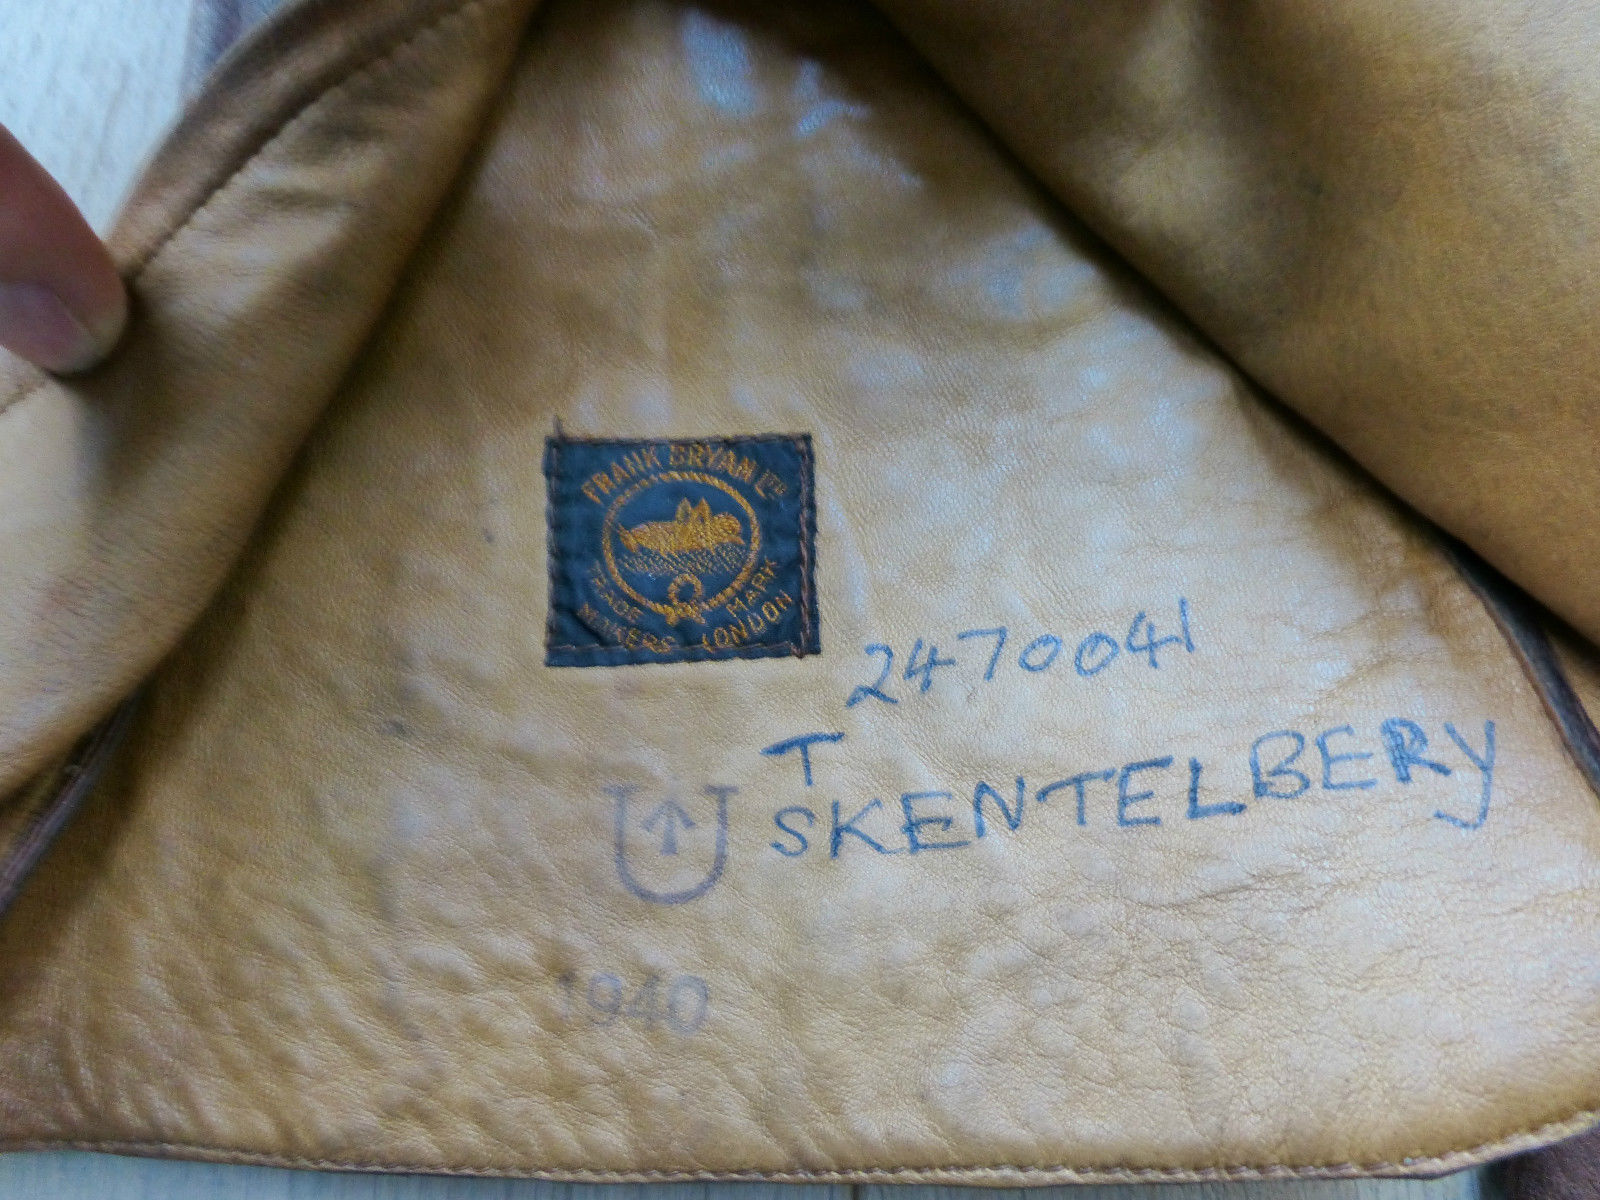 FRANK BRYAN LTD
TRADE MARK
MAKERS LONDON
2470041
T
SKENTELBERY
U
1940